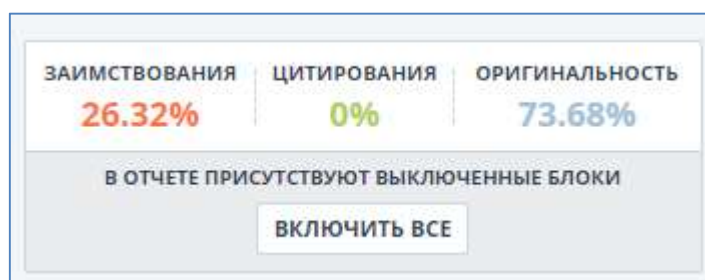 ЗАИМСТВОВАНИЯ ЦИТИРОВАНИЯ ОРИГИНАЛЬНОСТЬ
26.32% 0% 73.68%
В ОТЧЕТЕ ПРИСУТСТВУЮТ ВЫКЛЮЧЕННЫЕ БЛОКИ
ВКЛЮЧИТЬ ВСЕ